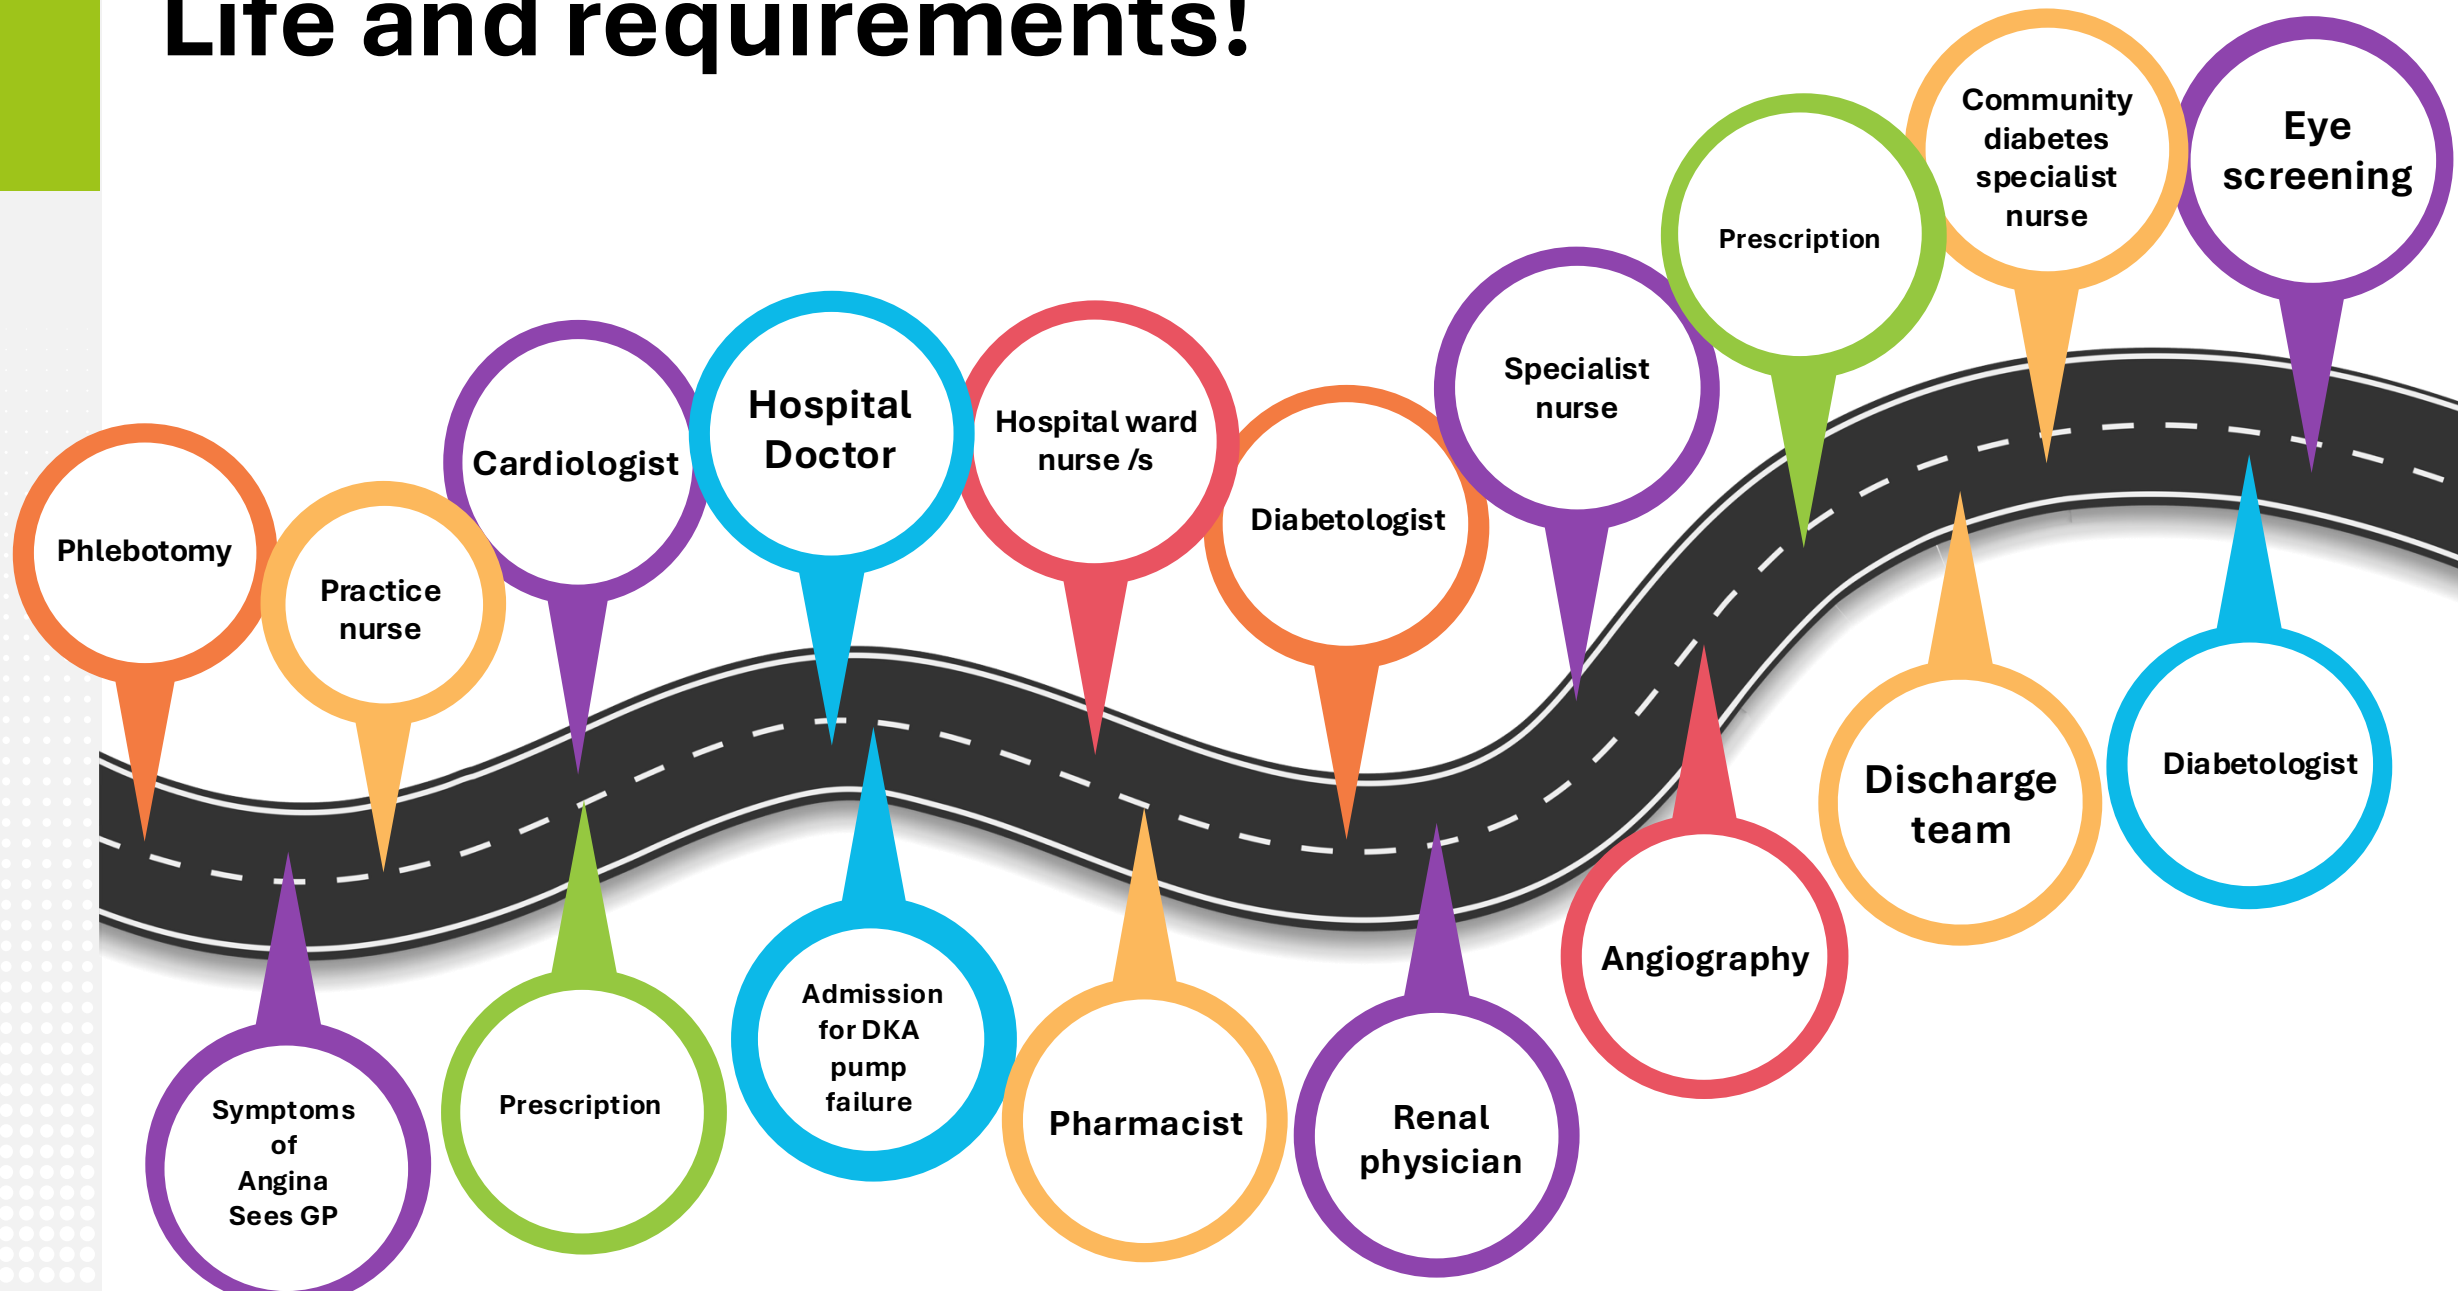 Life and requirements!
Phlebotomy
Symptoms
of
Angina
Sees GP
Practice
nurse
Cardiologist
Prescription
Hospital
Doctor
Admission
for DKA
pump
failure
Hospital ward
nurse /s
Pharmacist
Diabetologist
Renal
physician
Specialist
nurse
Angiography
Prescription
Discharge
team
Community
diabetes
specialist
nurse
Diabetologist
Eye
screening